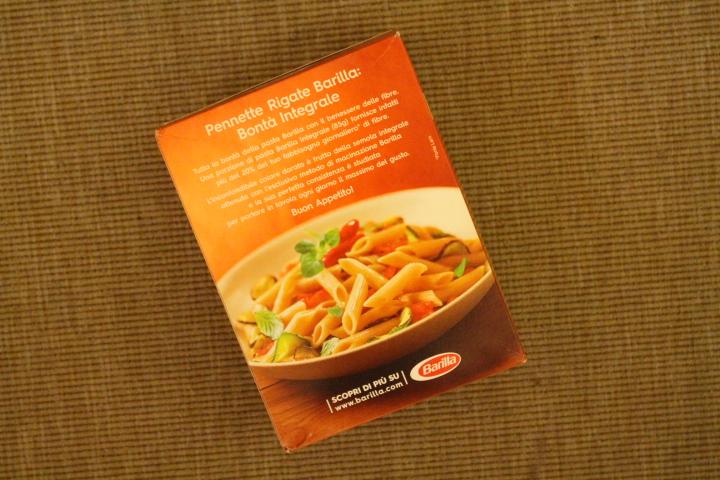 Pennette Rigate Barilla:
Bontà Integrale
Tutta la bontà della pasta Barilla con il benessere delle fibre.
Una porzione di pasta Barilla integrale (85g) fornisce infatti
più del 20% del tuo fabbisogno giornaliero* di fibre.
L'inconfondibile colore dorato è frutto della semola integrale
ottenuta con l'esclusivo metodo di macinazione Barilla
e la sua perfetta consistenza è studiata
per portare in tavola ogni giorno il massimo del gusto.
Buon Appetito!
SCOPRI DI PIÙ SU
www.barilla.com
Barilla